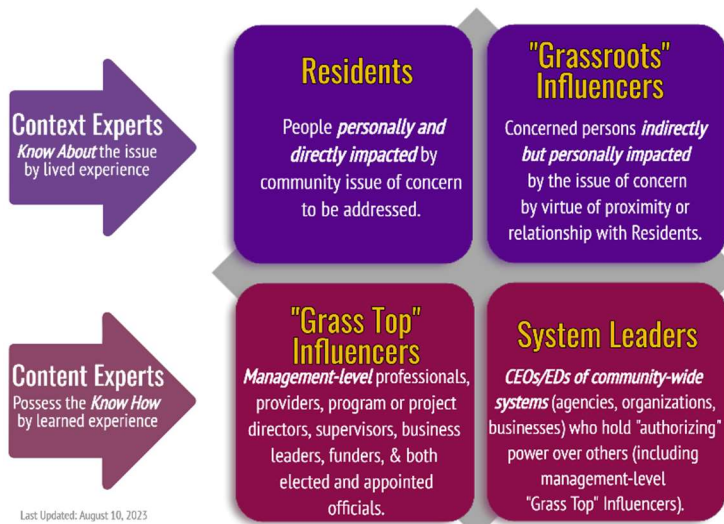 Context Experts
Know About the issue
by lived experience
Residents
People personally and
directly impacted by
community issue of concern
to be addressed.
"Grassroots"
Influencers
Concerned persons indirectly
but personally impacted
by the issue of concern
by virtue of proximity or
relationship with Residents.
Content Experts
Possess the Know How
by learned experience
"Grass Top"
Influencers
Management-level professionals,
providers, program or project
directors, supervisors, business
leaders, funders, & both
elected and appointed
officials.
System Leaders
CEOs/EDs of community-wide
systems (agencies, organizations,
businesses) who hold "authorizing"
power over others (including
management-level
"Grass Top" Influencers).
Last Updated: August 10, 2023